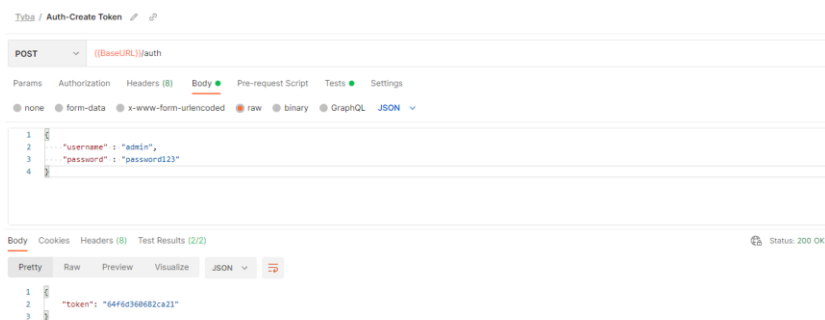 Tyba / Auth-Create Token
POST {{BaseURL}}/auth
Params Authorization Headers (8) Body Pre-request Script Tests Settings
none form-data x-www-form-urlencoded raw binary GraphQL JSON
1 {
2 "username" : "admin",
3 "password" : "password123"
4 }
Body Cookies Headers (8) Test Results (2/2) Status: 200 OK
Pretty Raw Preview Visualize JSON
1 {
2 "token": "64f6d360682ca21"
3 }